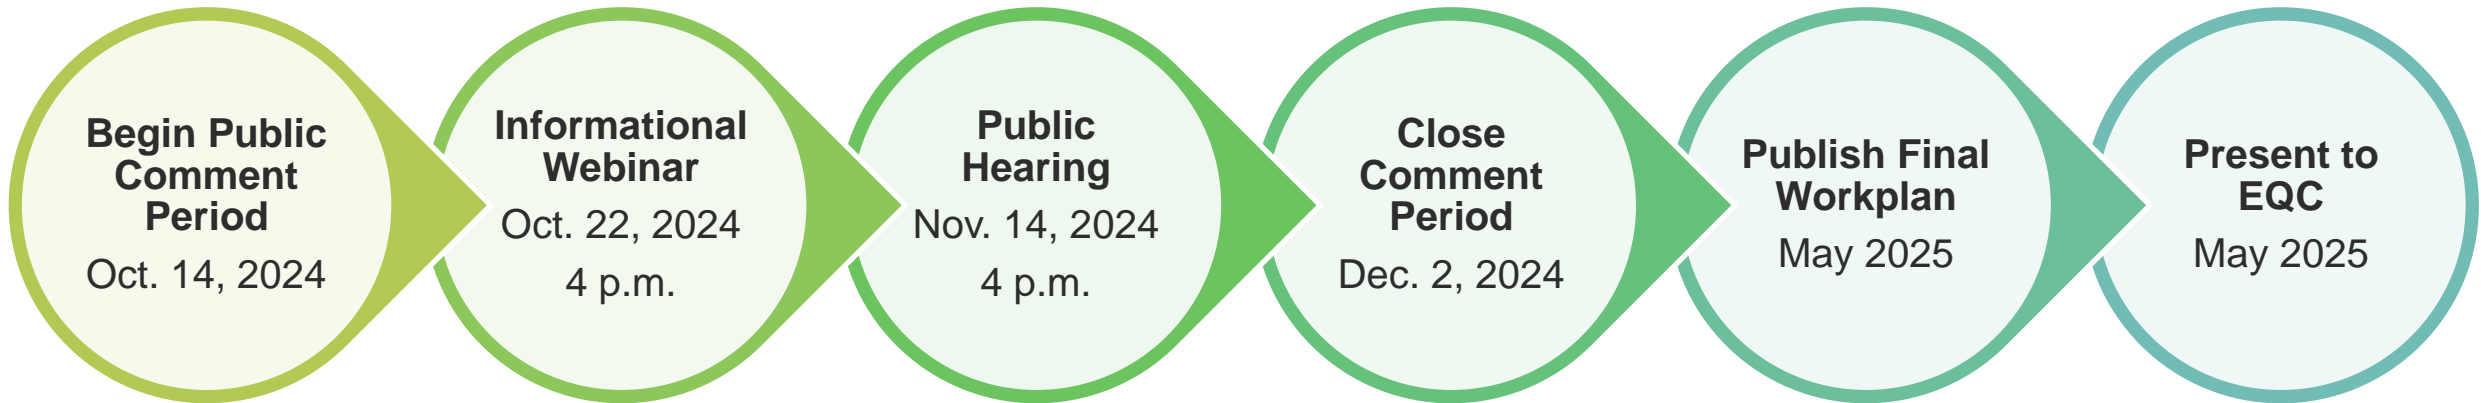 Begin Public
Comment
Period
Oct. 14, 2024
Informational
Webinar
Oct. 22, 2024
4 p.m.
Public
Hearing
Nov. 14, 2024
4 p.m.
Close
Comment
Period
Dec. 2, 2024
Publish Final
Workplan
May 2025
Present to
EQC
May 2025